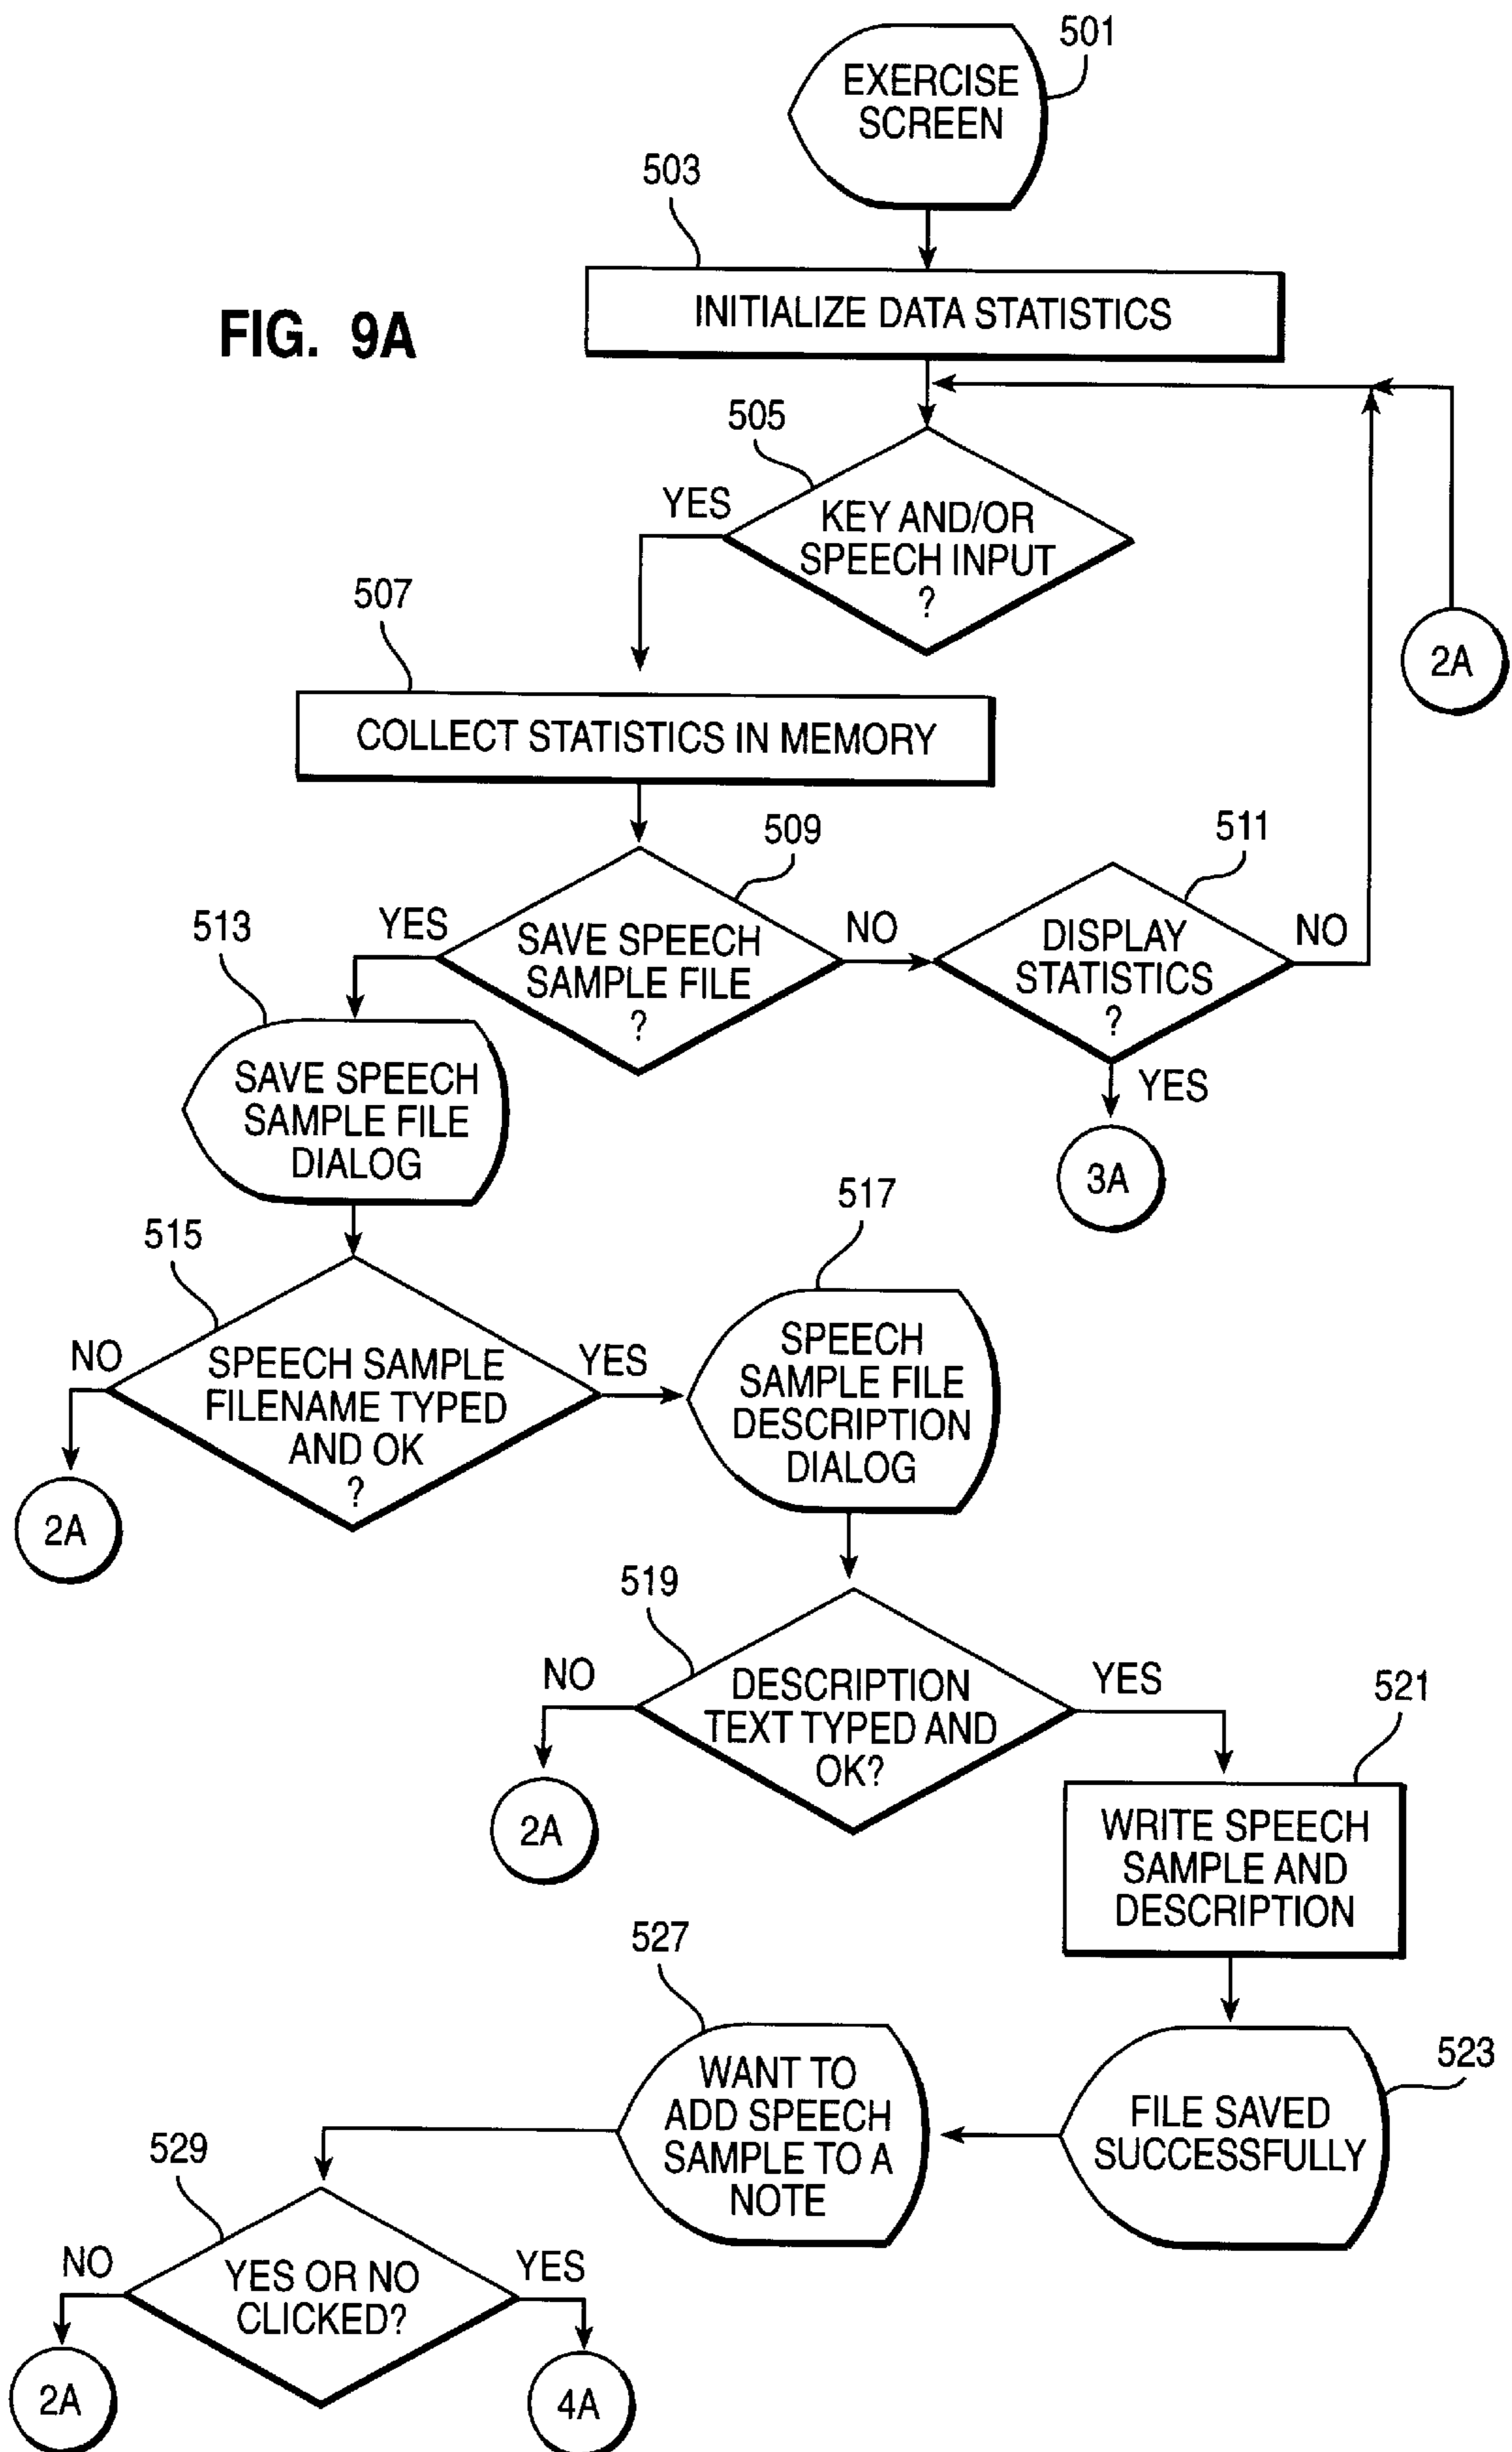 501
EXERCISE
SCREEN
503
INITIALIZE DATA STATISTICS
FIG. 9A
505
YES
KEY AND/OR
SPEECH INPUT
?
2A
507
COLLECT STATISTICS IN MEMORY
509
511
513
YES
SAVE SPEECH
SAMPLE FILE
?
NO
DISPLAY
STATISTICS
?
NO
YES
3A
SAVE SPEECH
SAMPLE FILE
DIALOG
515
517
NO
SPEECH SAMPLE
FILENAME TYPED
AND OK
?
YES
2A
SPEECH
SAMPLE FILE
DESCRIPTION
DIALOG
519
NO
DESCRIPTION
TEXT TYPED AND
OK?
YES
2A
521
WRITE SPEECH
SAMPLE AND
DESCRIPTION
523
FILE SAVED
SUCCESSFULLY
527
WANT TO
ADD SPEECH
SAMPLE TO A
NOTE
529
NO
YES OR NO
CLICKED?
YES
2A
4A